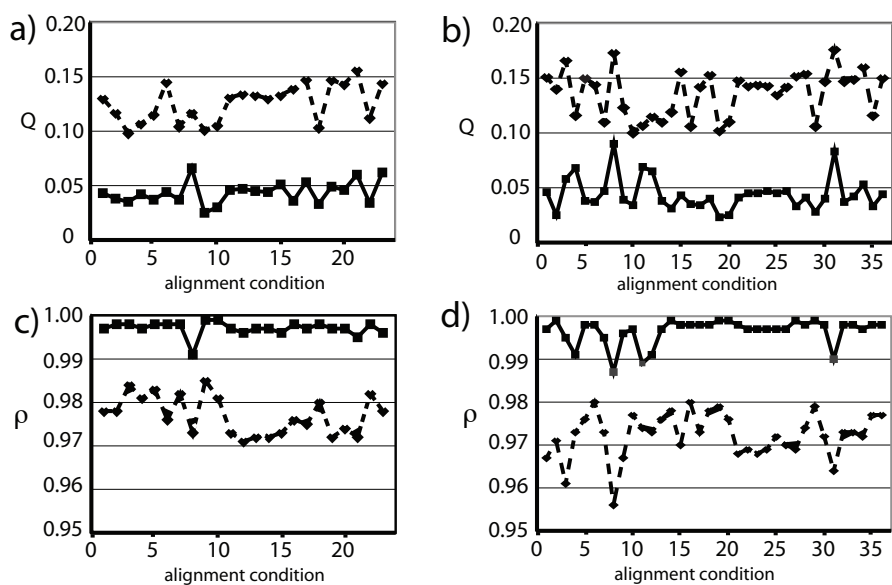 a)
0.20
0.15
Q
0.10
0.05
0
0 5 10 15 20
alignment condition
b)
0.20
0.15
Q
0.10
0.05
0
0 5 10 15 20 25 30 35
alignment condition
c)
1.00
0.99
0.98
ρ
0.97
0.96
0.95
0 5 10 15 20
alignment condition
d)
1.00
0.99
0.98
ρ
0.97
0.96
0.95
0 5 10 15 20 25 30 35
alignment condition